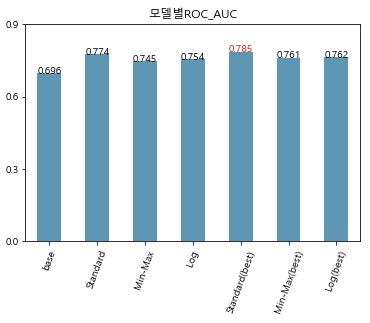 모델별ROC_AUC
0.9
0.6
0.3
0.0
0.696
0.774
0.745
0.754
0.785
0.761
0.762
base
Standard
Min-Max
Log
Standard(best)
Min-Max(best)
Log(best)